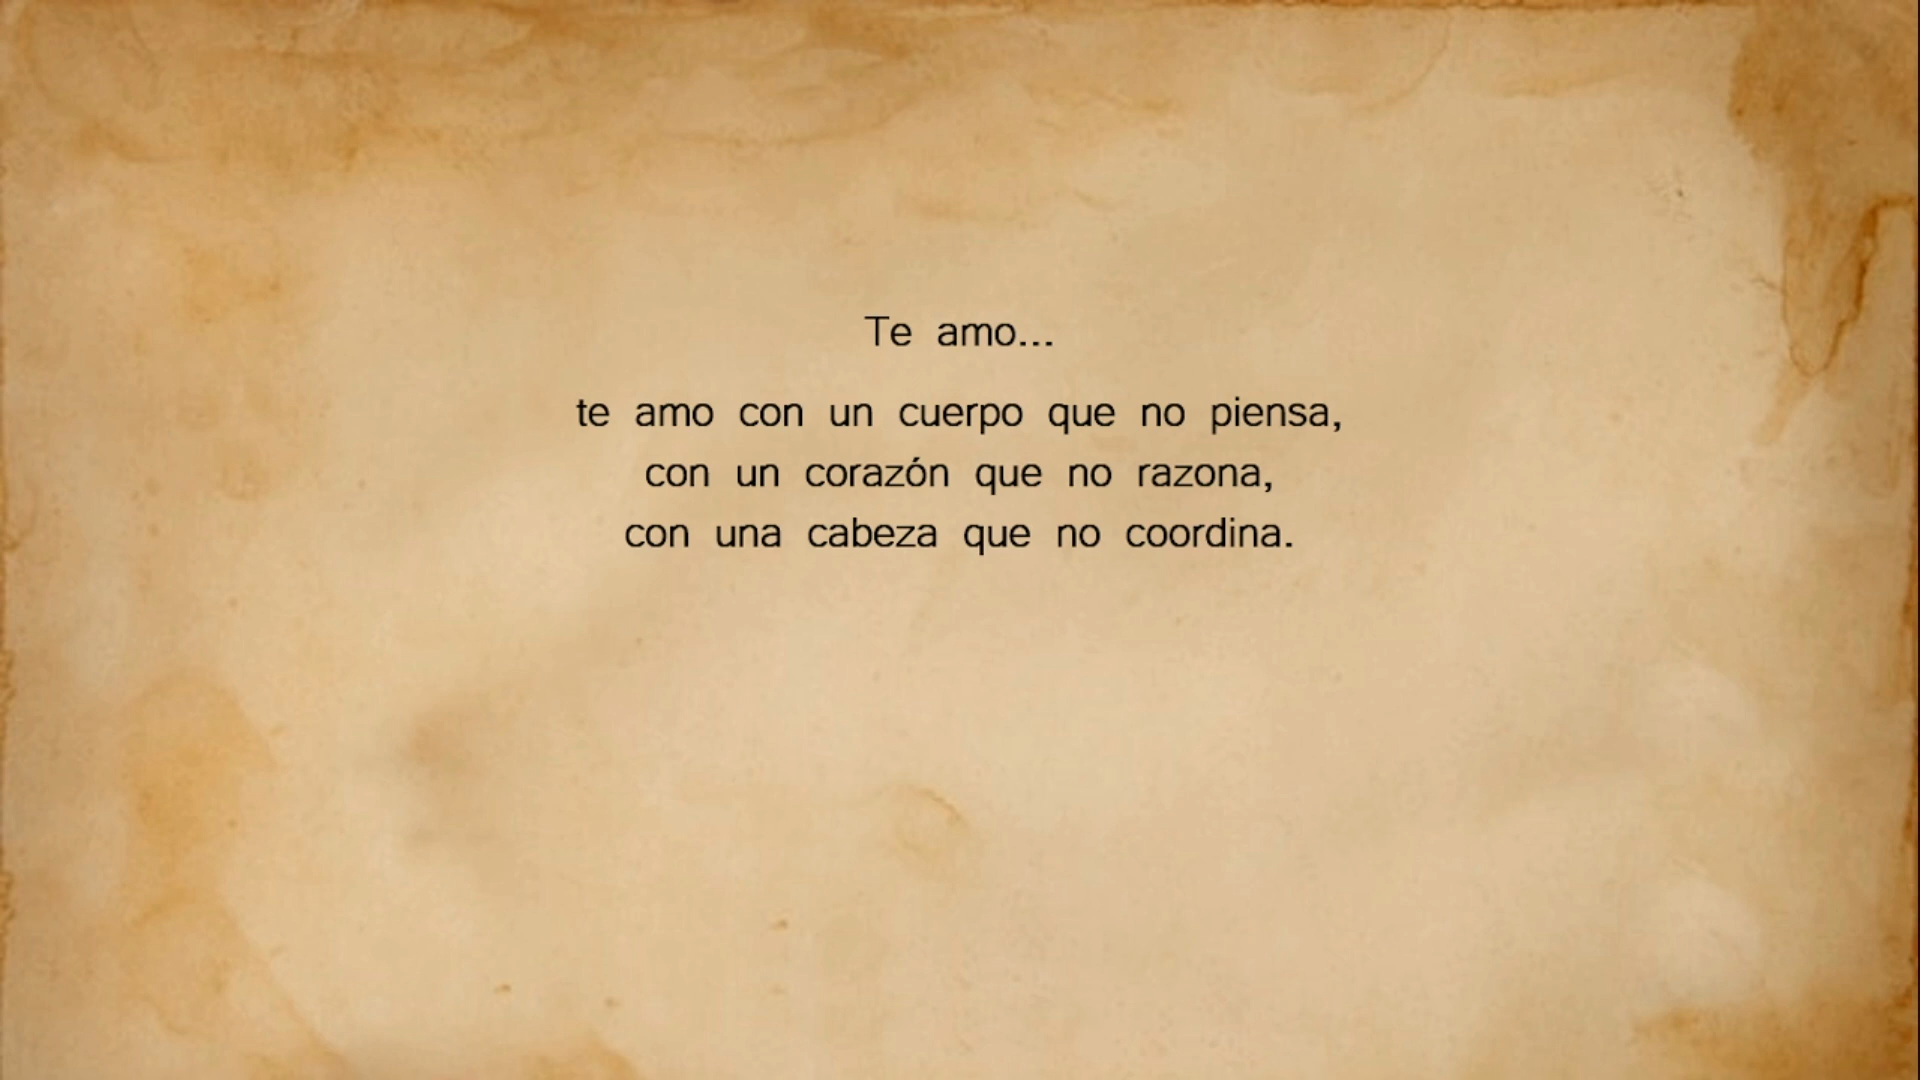 Te amo...
te amo con un cuerpo que no piensa,
con un corazón que no razona,
con una cabeza que no coordina.